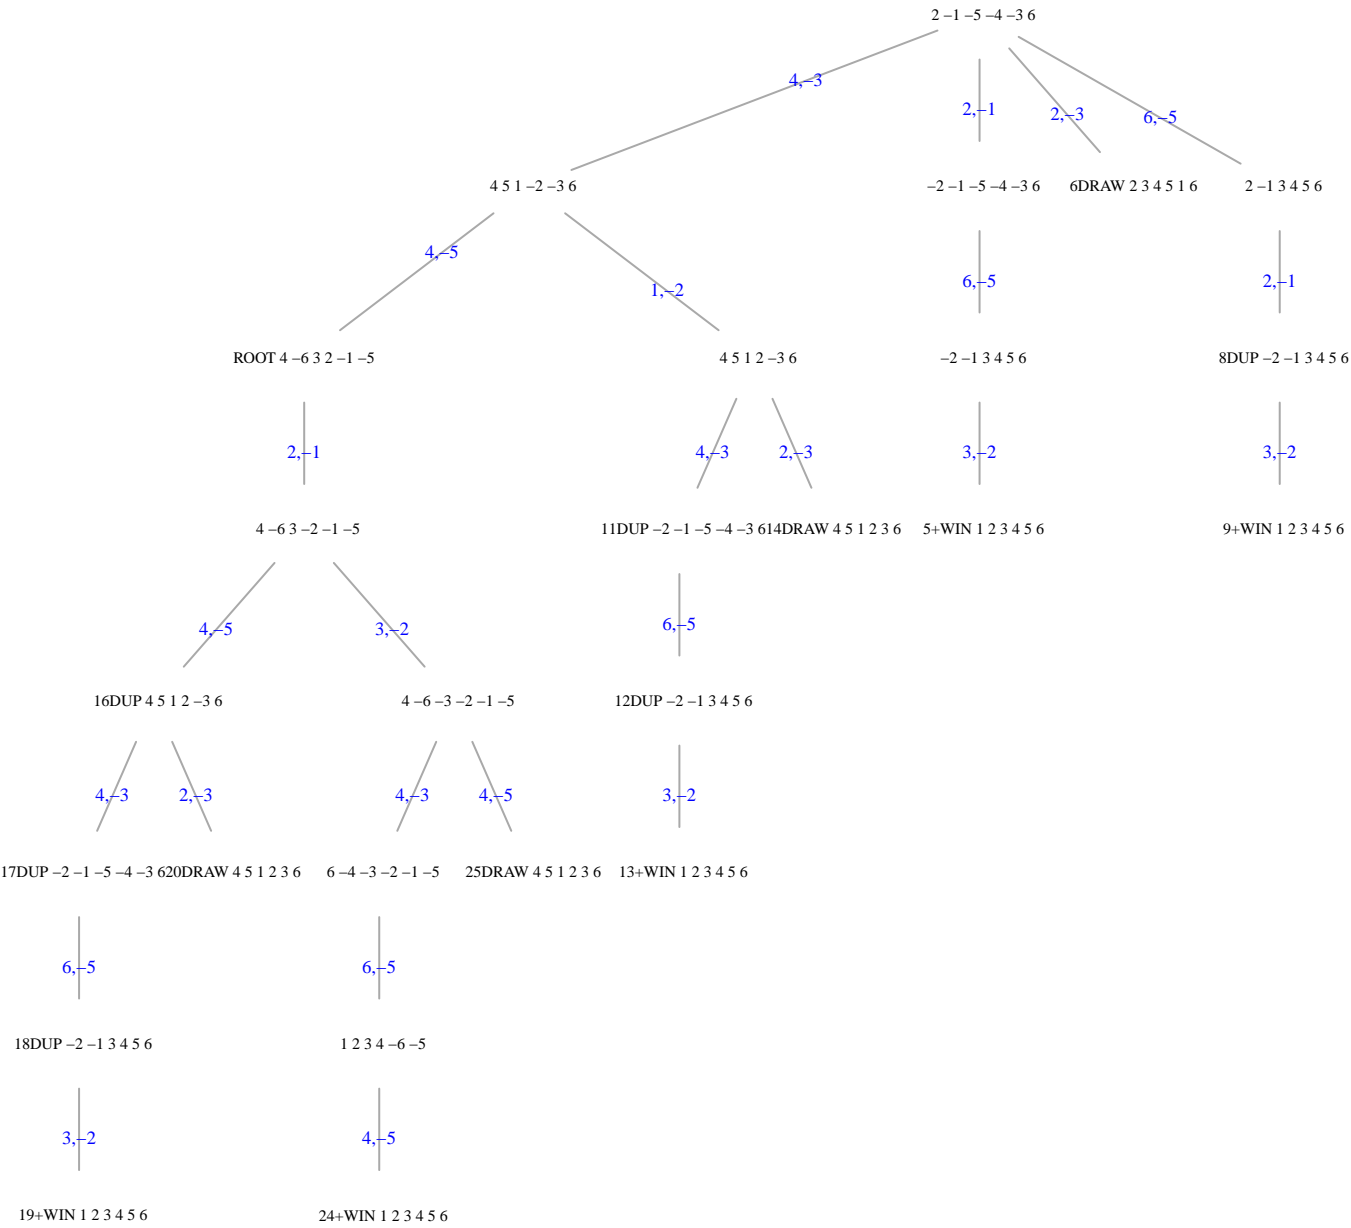 2 –1 –5 –4 –3 6
4,–3
2,–1
2,–3
6,–5
4 5 1 –2 –3 6
–2 –1 –5 –4 –3 6
6DRAW 2 3 4 5 1 6
2 –1 3 4 5 6
4,–5
1,–2
6,–5
2,–1
ROOT 4 –6 3 2 –1 –5
4 5 1 2 –3 6
–2 –1 3 4 5 6
8DUP –2 –1 3 4 5 6
2,–1
4,–3
2,–3
3,–2
3,–2
4 –6 3 –2 –1 –5
11DUP –2 –1 –5 –4 –3 6
14DRAW 4 5 1 2 3 6
5+WIN 1 2 3 4 5 6
9+WIN 1 2 3 4 5 6
4,–5
3,–2
6,–5
16DUP 4 5 1 2 –3 6
4 –6 –3 –2 –1 –5
12DUP –2 –1 3 4 5 6
4,–3
2,–3
4,–3
4,–5
3,–2
17DUP –2 –1 –5 –4 –3 6
20DRAW 4 5 1 2 3 6
6 –4 –3 –2 –1 –5
25DRAW 4 5 1 2 3 6
13+WIN 1 2 3 4 5 6
6,–5
6,–5
18DUP –2 –1 3 4 5 6
1 2 3 4 –6 –5
3,–2
4,–5
19+WIN 1 2 3 4 5 6
24+WIN 1 2 3 4 5 6